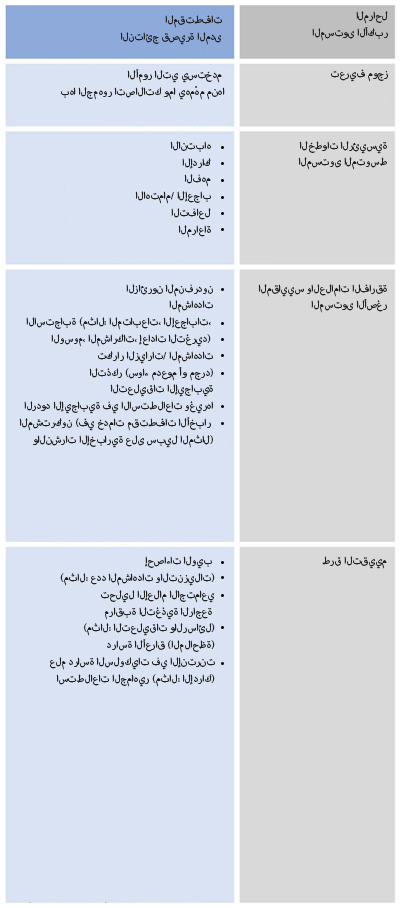 المراحل
المستوى الأكبر
المقتطفات
النتائج قصيرة المدى
تعريف موجز
الأمور التي يستخدم
بها الجمهور اتصالاتك وما يهمهم منها
الخطوات الرئيسية
المستوى المتوسط
• الانتباه
• الإدراك
• الفهم
• الاهتمام/ الإعجاب
• التفاعل
• المراعاة
المقاييس والعلامات الفارقة
المستوى الأصغر
• الزائرون المنفردون
المشاهدات
• الاستجابة (مثال: المتابعات، الإعجابات،
• الوسوم، المشاركات، إعادات التغريد)
• تكرار الزيارات/ المشاهدات
• التذكر (سواء مدعوم أو مجرد)
التعليقات الإيجابية
• الردود الإيجابية في الاستطلاعات وغيرها
• المشتركون (في خدمات مقتطفات الأخبار
والنشرات الإخبارية على سبيل المثال)
طرق التقييم
• إحصاءات الويب
• (مثال: عدد المشاهدات والتنزيلات)
• تحليل الإعلام الاجتماعي
مراقبة التغذية الراجعة
• (مثال: التعليقات والرسائل)
دراسة الأعراق (الملاحظة)
• علم دراسة السلوكيات في الإنترنت
• استطلاعات الجماهير (مثال: الإدراك)